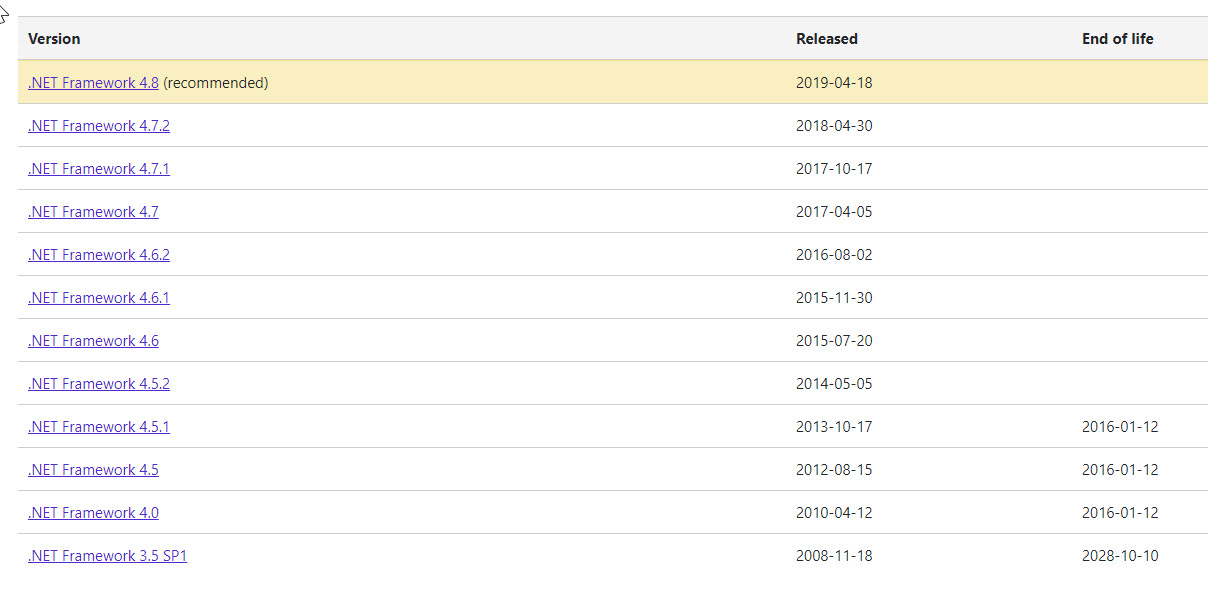 Version Released End of life
.NET Framework 4.8 (recommended) 2019-04-18
.NET Framework 4.7.2 2018-04-30
.NET Framework 4.7.1 2017-10-17
.NET Framework 4.7 2017-04-05
.NET Framework 4.6.2 2016-08-02
.NET Framework 4.6.1 2015-11-30
.NET Framework 4.6 2015-07-20
.NET Framework 4.5.2 2014-05-05
.NET Framework 4.5.1 2013-10-17 2016-01-12
.NET Framework 4.5 2012-08-15 2016-01-12
.NET Framework 4.0 2010-04-12 2016-01-12
.NET Framework 3.5 SP1 2008-11-18 2028-10-10